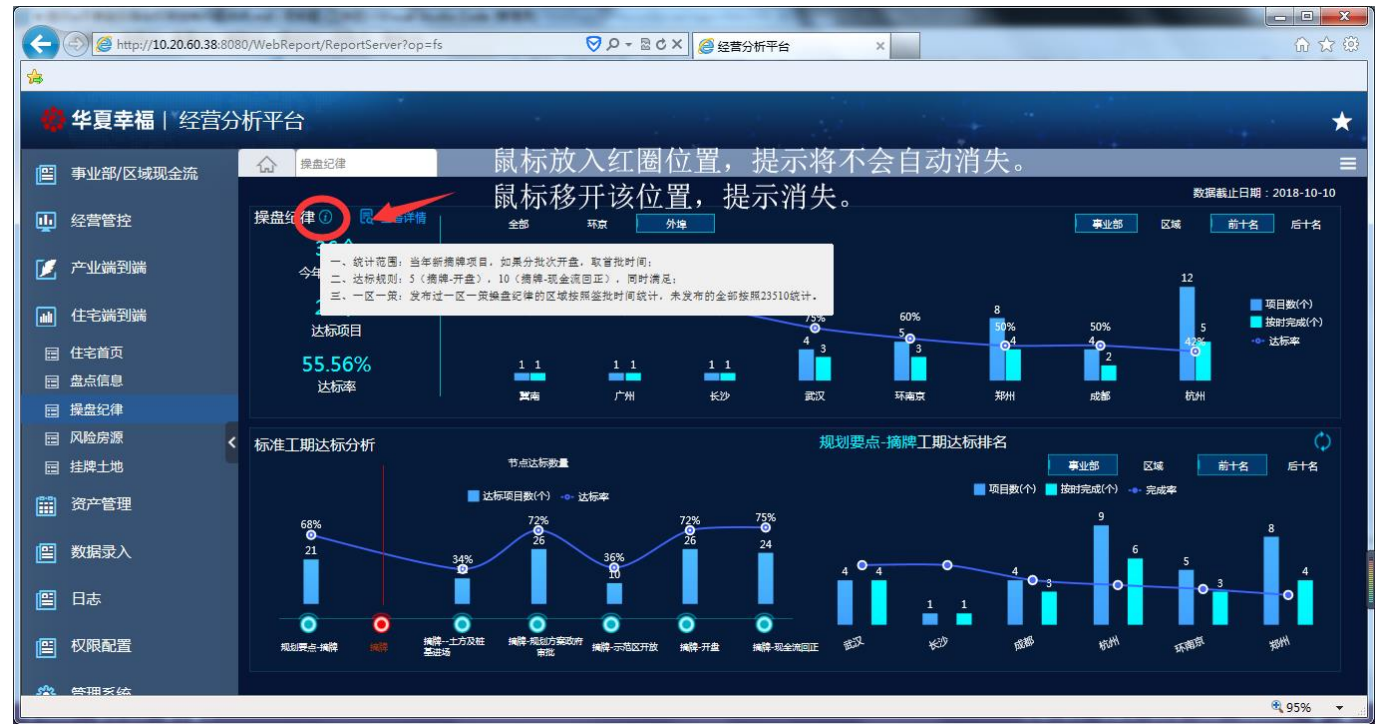 http://10.20.60.38:8080/WebReport/ReportServer?op=fs
经营分析平台
华夏幸福 | 经营分析平台
事业部/区域现金流
经营管控
产业端到端
住宅端到端
住宅首页
盘点信息
操盘纪律
风险房源
挂牌土地
资产管理
数据录入
日志
权限配置
管理系统
操盘纪律
鼠标放入红圈位置，提示将不会自动消失。
鼠标移开该位置，提示消失。
数据截止日期：2018-10-10
操盘纪律
详情
全部 环京 外埠
事业部 区域 前十名 后十名
一、统计范围：当年新摘牌项目，如果分批次开盘，取首批时间；
二、达标规则：5（摘牌-开盘），10（摘牌-现金流回正），同时满足；
三、一区一策：发布过一区一策操盘纪律的区域按照签批时间统计，未发布的全部按照23510统计。
今年
达标项目
55.56%
达标率
项目数(个)
按时完成(个)
达标率
75% 60% 50% 50% 42%
1 1 1 1 1 1 4 3 5 3 8 4 4 2 12 5
冀南 广州 长沙 武汉 环南京 郑州 成都 杭州
标准工期达标分析
节点达标数量
达标项目数(个) 达标率
68% 34% 72% 36% 72% 75%
21 26 10 26 24
规划要点-摘牌
摘牌
摘牌--土方及桩基进场
摘牌-规划方案政府审批
摘牌-示范区开放
摘牌-开盘
摘牌-现金流回正
规划要点-摘牌工期达标排名
事业部 区域 前十名 后十名
项目数(个) 按时完成(个) 完成率
4 4 1 1 4 3 9 6 5 3 8 4
武汉 长沙 成都 杭州 环南京 郑州
95%